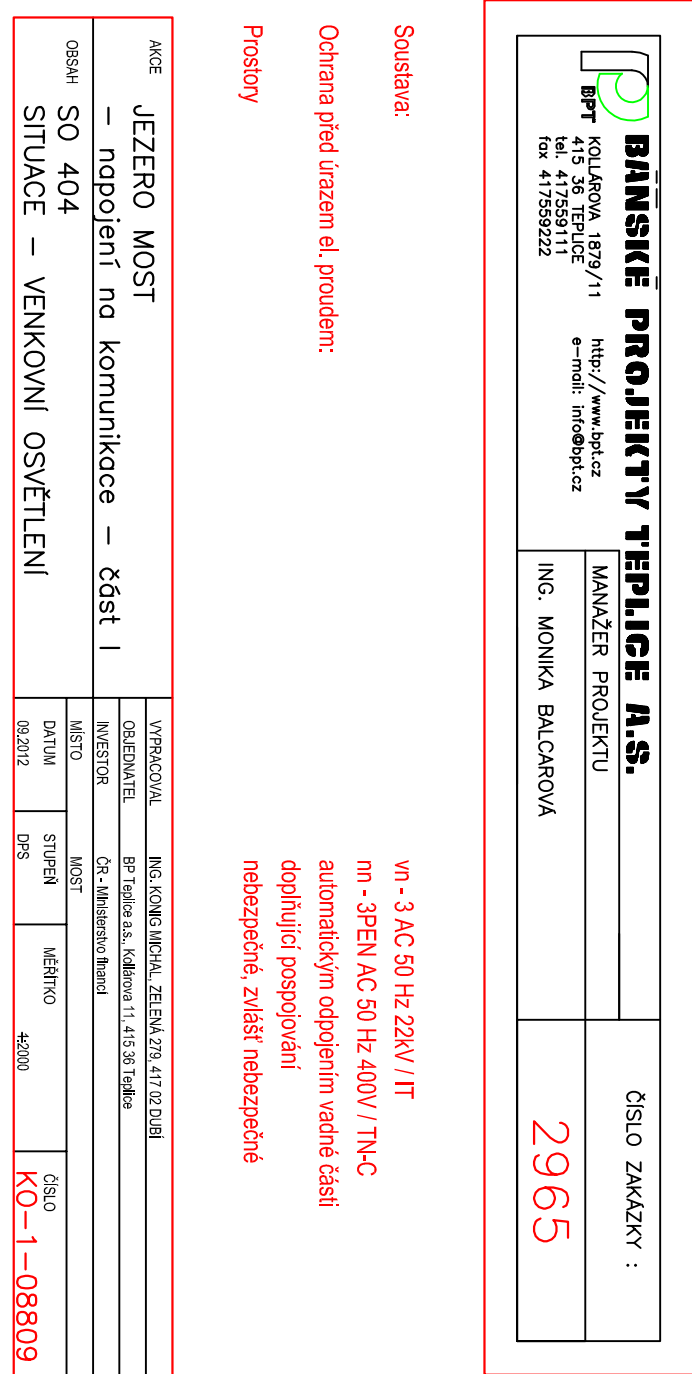 BÁŇSKÉ PROJEKTY TEPLICE A.S.
BPT
KOLLÁROVA 1879/11
415 36 TEPLICE
tel. 417559111
fax 417559222
http://www.bpt.cz
e-mail: info@bpt.cz
MANAŽER PROJEKTU
ING. MONIKA BALCAROVÁ
ČÍSLO ZAKÁZKY :
2965
Soustava: vn - 3 AC 50 Hz 22kV / IT
nn - 3PEN AC 50 Hz 400V / TN-C
Ochrana před úrazem el. proudem: automatickým odpojením vadné části
doplňující pospojování
Prostory nebezpečné, zvlášť nebezpečné
AKCE
JEZERO MOST
– napojení na komunikace – část I
OBSAH
SO 404
SITUACE – VENKOVNÍ OSVĚTLENÍ
VYPRACOVAL ING. KONIG MICHAL, ZELENÁ 279, 417 02 DUBÍ
OBJEDNATEL BP Teplice a.s., Kollárova 11, 415 36 Teplice
INVESTOR ČR - Ministerstvo financí
MÍSTO MOST
DATUM STUPEŇ MĚŘÍTKO ČÍSLO
09.2012 DPS KO-1-08809